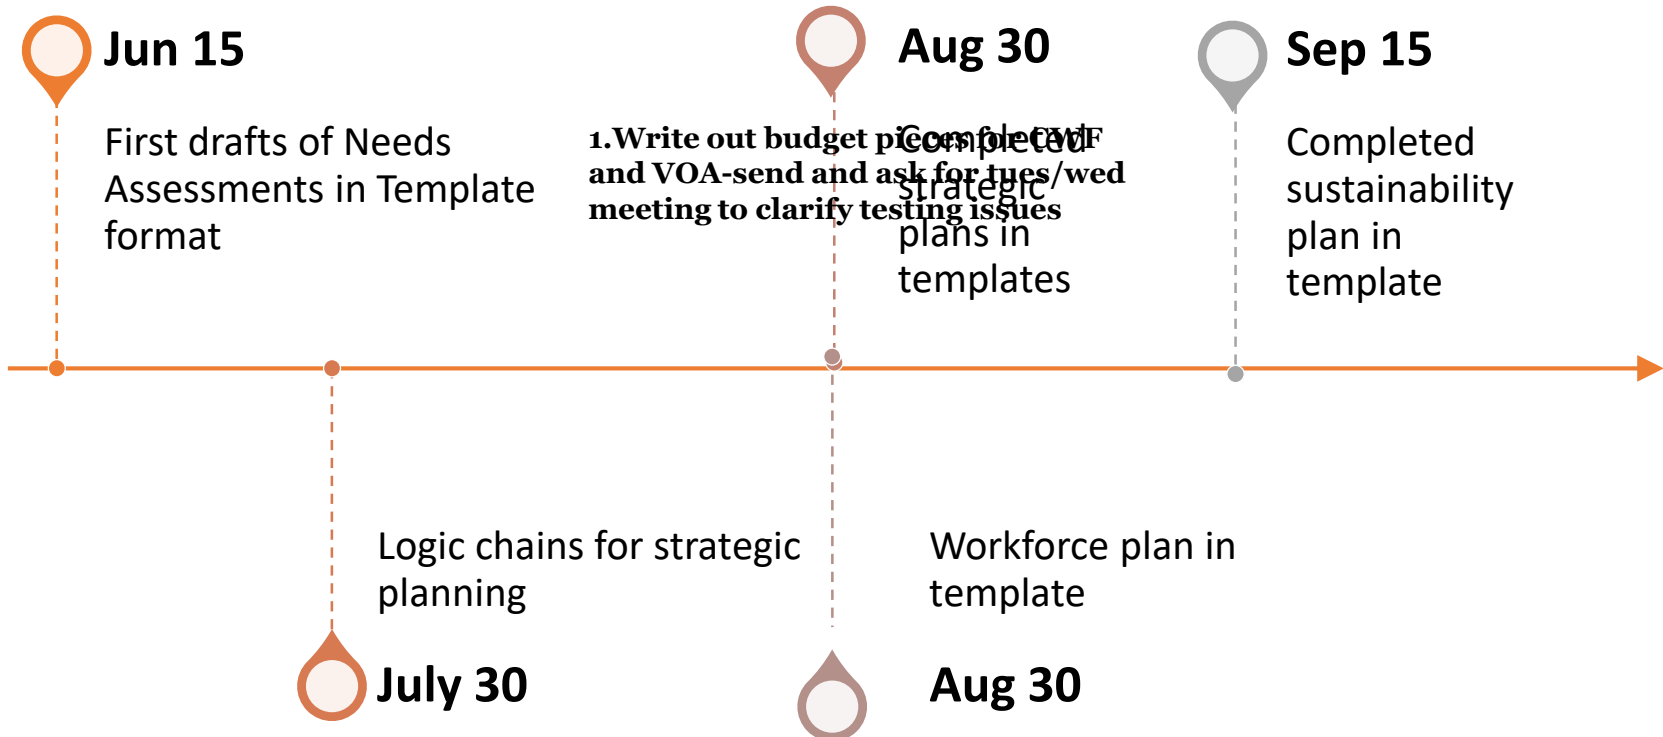 Jun 15
First drafts of Needs
Assessments in Template
format
1.Write out budget pieces for CWF
and VOA-send and ask for tues/wed
meeting to clarify testing issues
Aug 30
Completed
strategic
plans in
templates
Sep 15
Completed
sustainability
plan in
template
Logic chains for strategic
planning
July 30
Workforce plan in
template
Aug 30